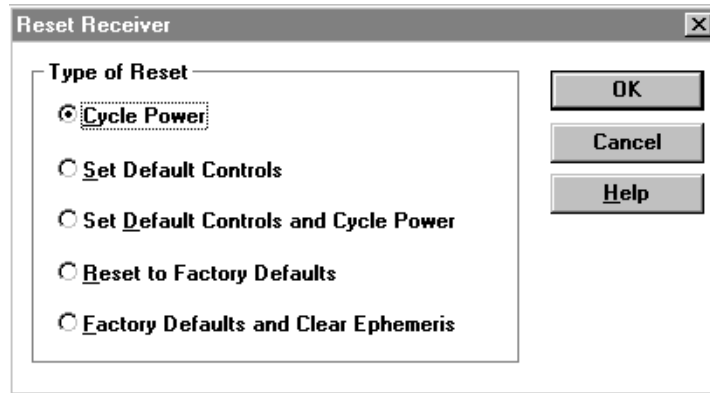 Reset Receiver
Type of Reset
Cycle Power
Set Default Controls
Set Default Controls and Cycle Power
Reset to Factory Defaults
Factory Defaults and Clear Ephemeris
OK
Cancel
Help